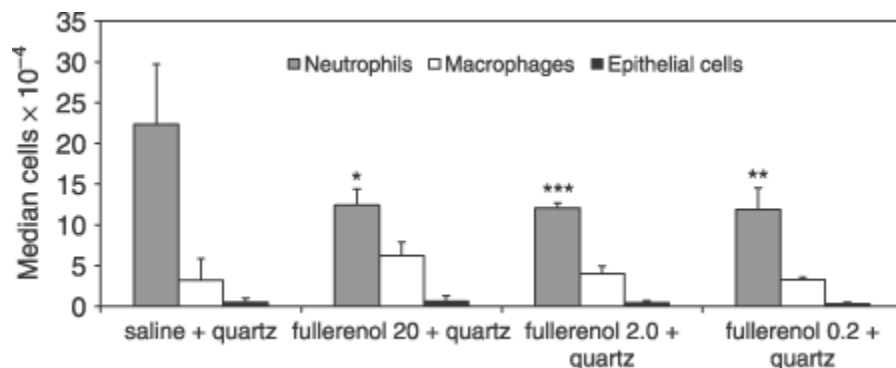 35
30
25
20
15
10
5
0
Median cells × 10⁻⁴
Neutrophils Macrophages Epithelial cells
* *** **
saline + quartz fullerenol 20 + quartz fullerenol 2.0 + fullerenol 0.2 +
quartz quartz